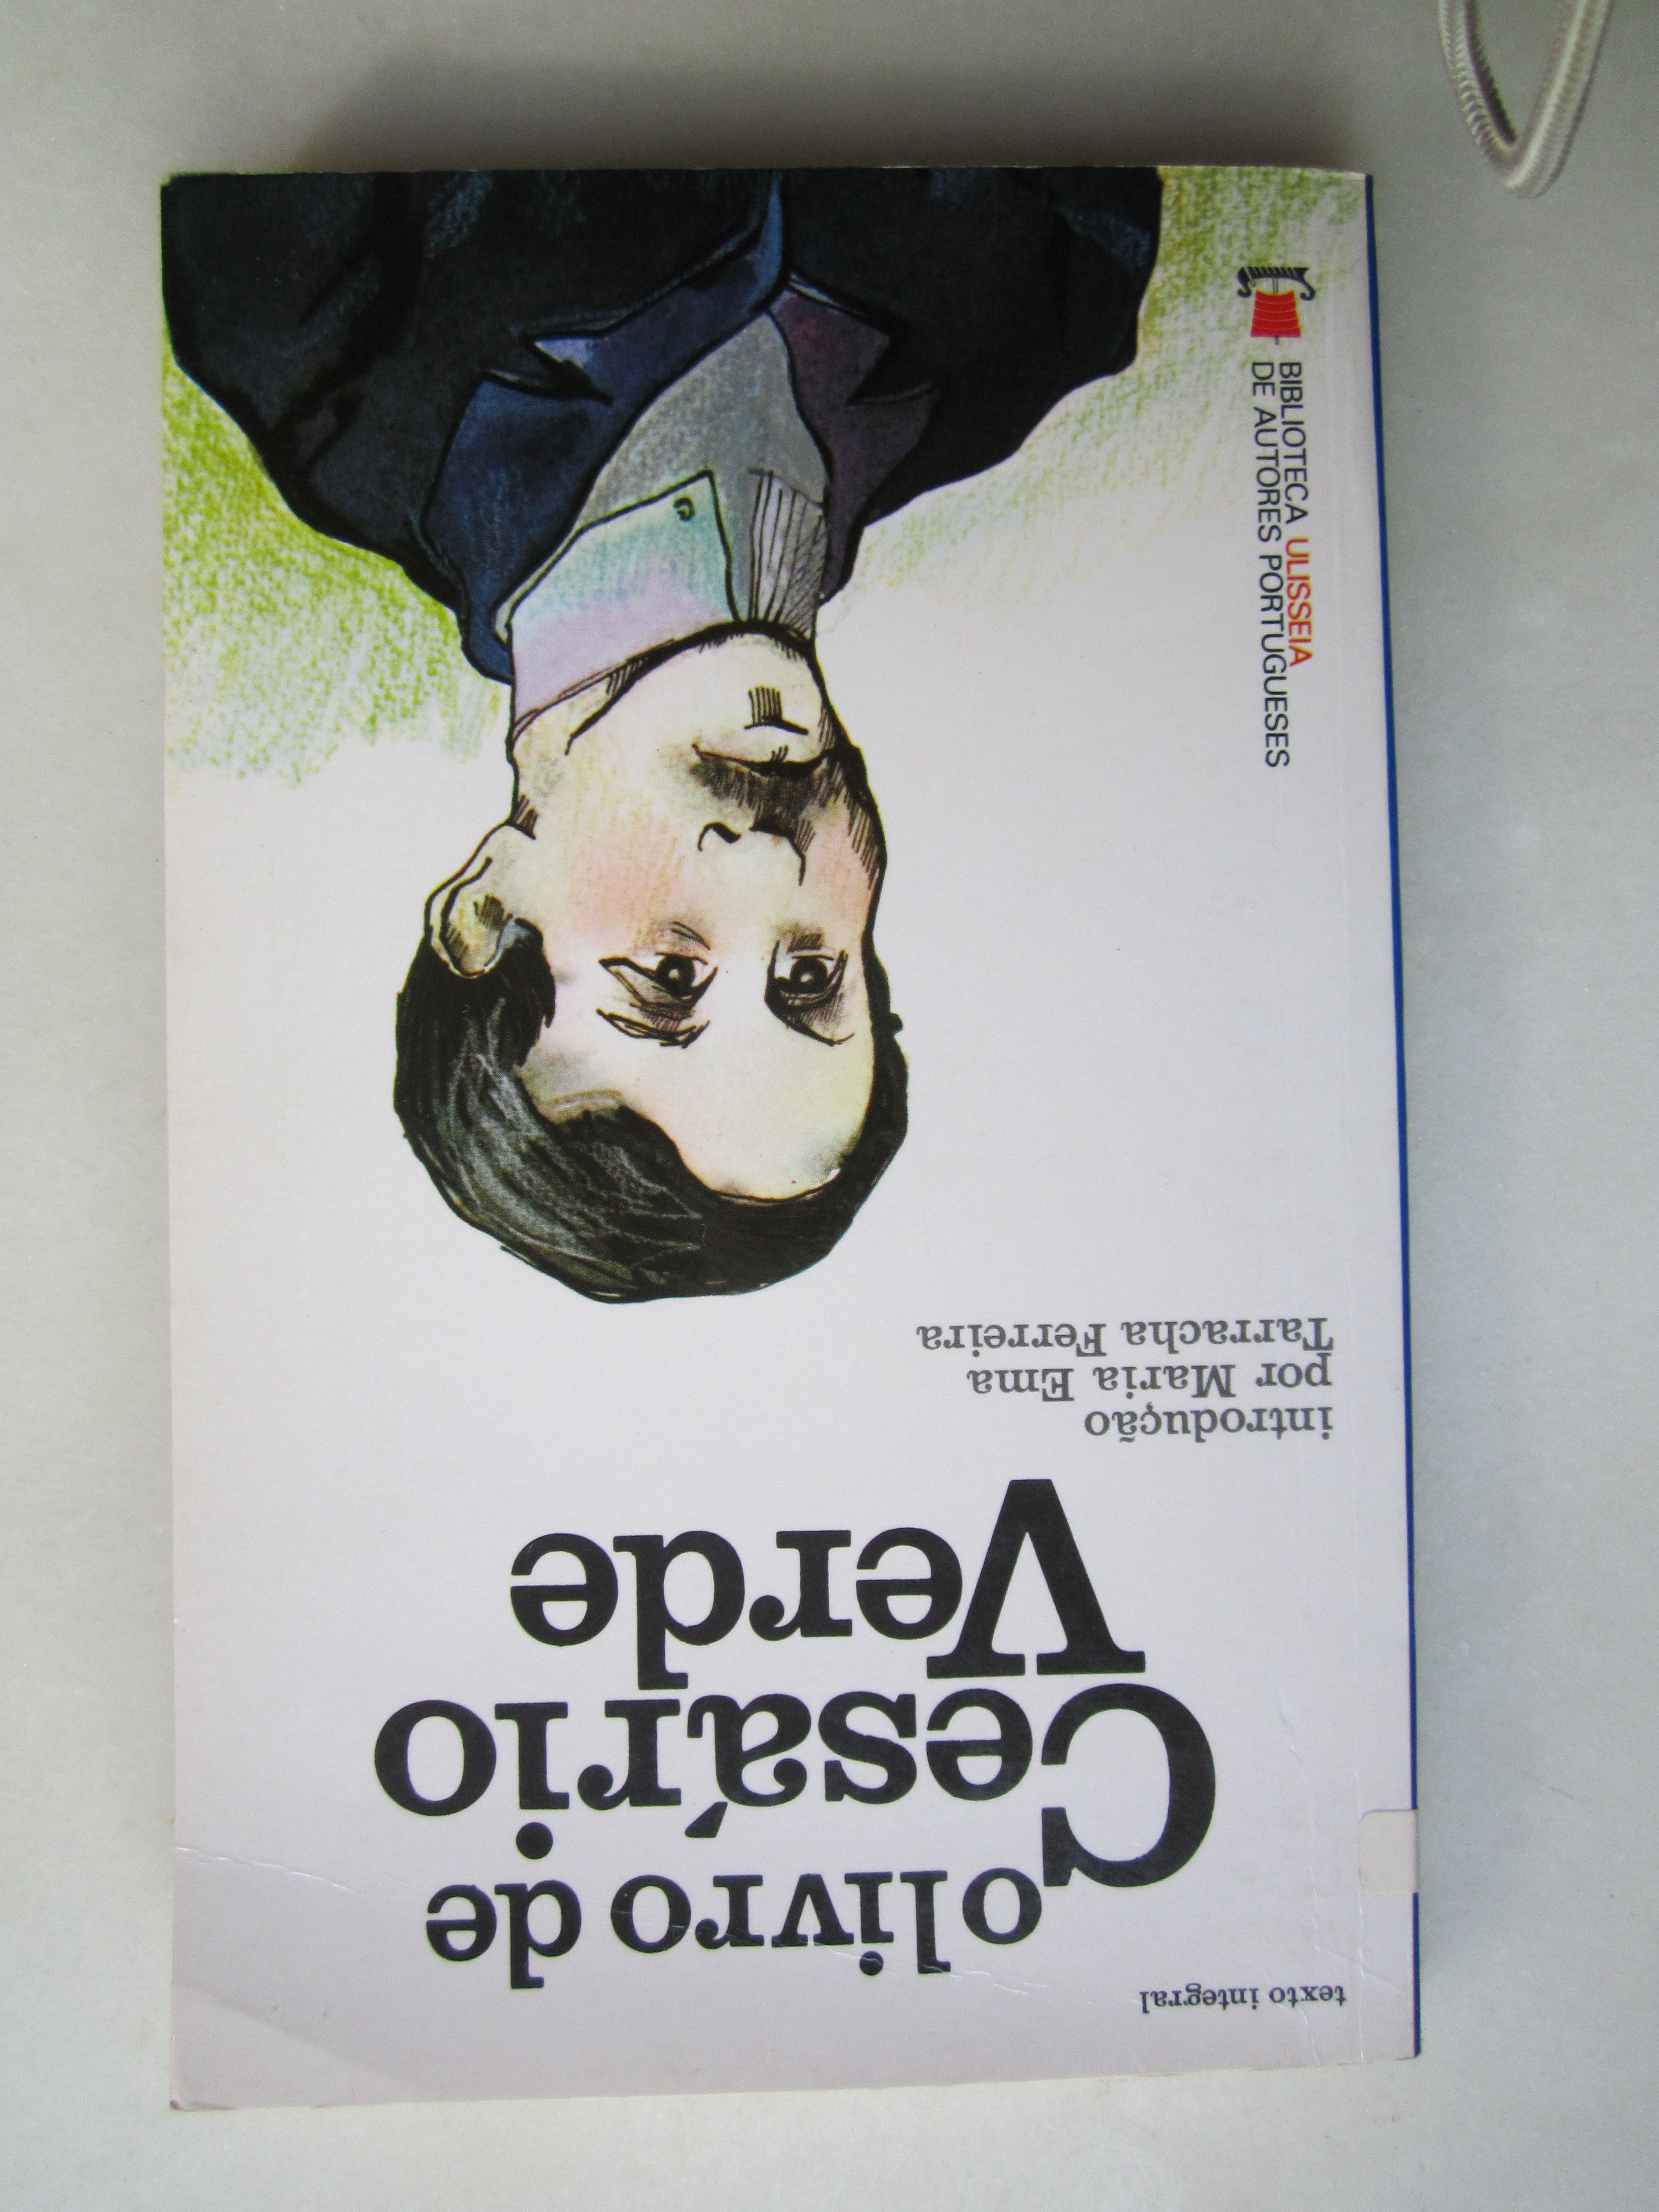 texto integral
o livro de
Cesário
Verde
introdução
por Maria Ema
Tarracha Ferreira
BIBLIOTECA ULISSEIA
DE AUTORES PORTUGUESES